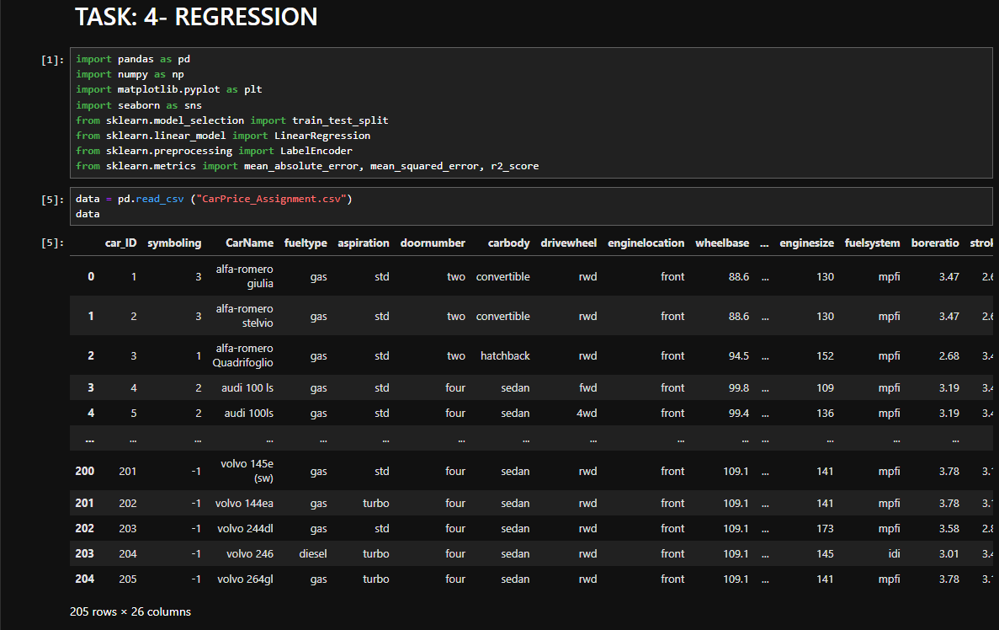 TASK: 4- REGRESSION
[1]:
import pandas as pd
import numpy as np
import matplotlib.pyplot as plt
import seaborn as sns
from sklearn.model_selection import train_test_split
from sklearn.linear_model import LinearRegression
from sklearn.preprocessing import LabelEncoder
from sklearn.metrics import mean_absolute_error, mean_squared_error, r2_score
[5]:
data = pd.read_csv ("CarPrice_Assignment.csv")
data
[5]:
car_ID symboling CarName fueltype aspiration doornumber carbody drivewheel enginelocation wheelbase ... enginesize fuelsystem boreratio
0 1 3 alfa-romero giulia gas std two convertible rwd front 88.6 ... 130 mpfi 3.47
1 2 3 alfa-romero stelvio gas std two convertible rwd front 88.6 ... 130 mpfi 3.47
2 3 1 alfa-romero Quadrifoglio gas std two hatchback rwd front 94.5 ... 152 mpfi 2.68
3 4 2 audi 100 ls gas std four sedan fwd front 99.8 ... 109 mpfi 3.19
4 5 2 audi 100ls gas std four sedan 4wd front 99.4 ... 136 mpfi 3.19
... ... ... ... ... ... ... ... ... ... ... ... ... ... ...
200 201 -1 volvo 145e (sw) gas std four sedan rwd front 109.1 ... 141 mpfi 3.78
201 202 -1 volvo 144ea gas turbo four sedan rwd front 109.1 ... 141 mpfi 3.78
202 203 -1 volvo 244dl gas std four sedan rwd front 109.1 ... 173 mpfi 3.58
203 204 -1 volvo 246 diesel turbo four sedan rwd front 109.1 ... 145 idi 3.01
204 205 -1 volvo 264gl gas turbo four sedan rwd front 109.1 ... 141 mpfi 3.78
205 rows × 26 columns